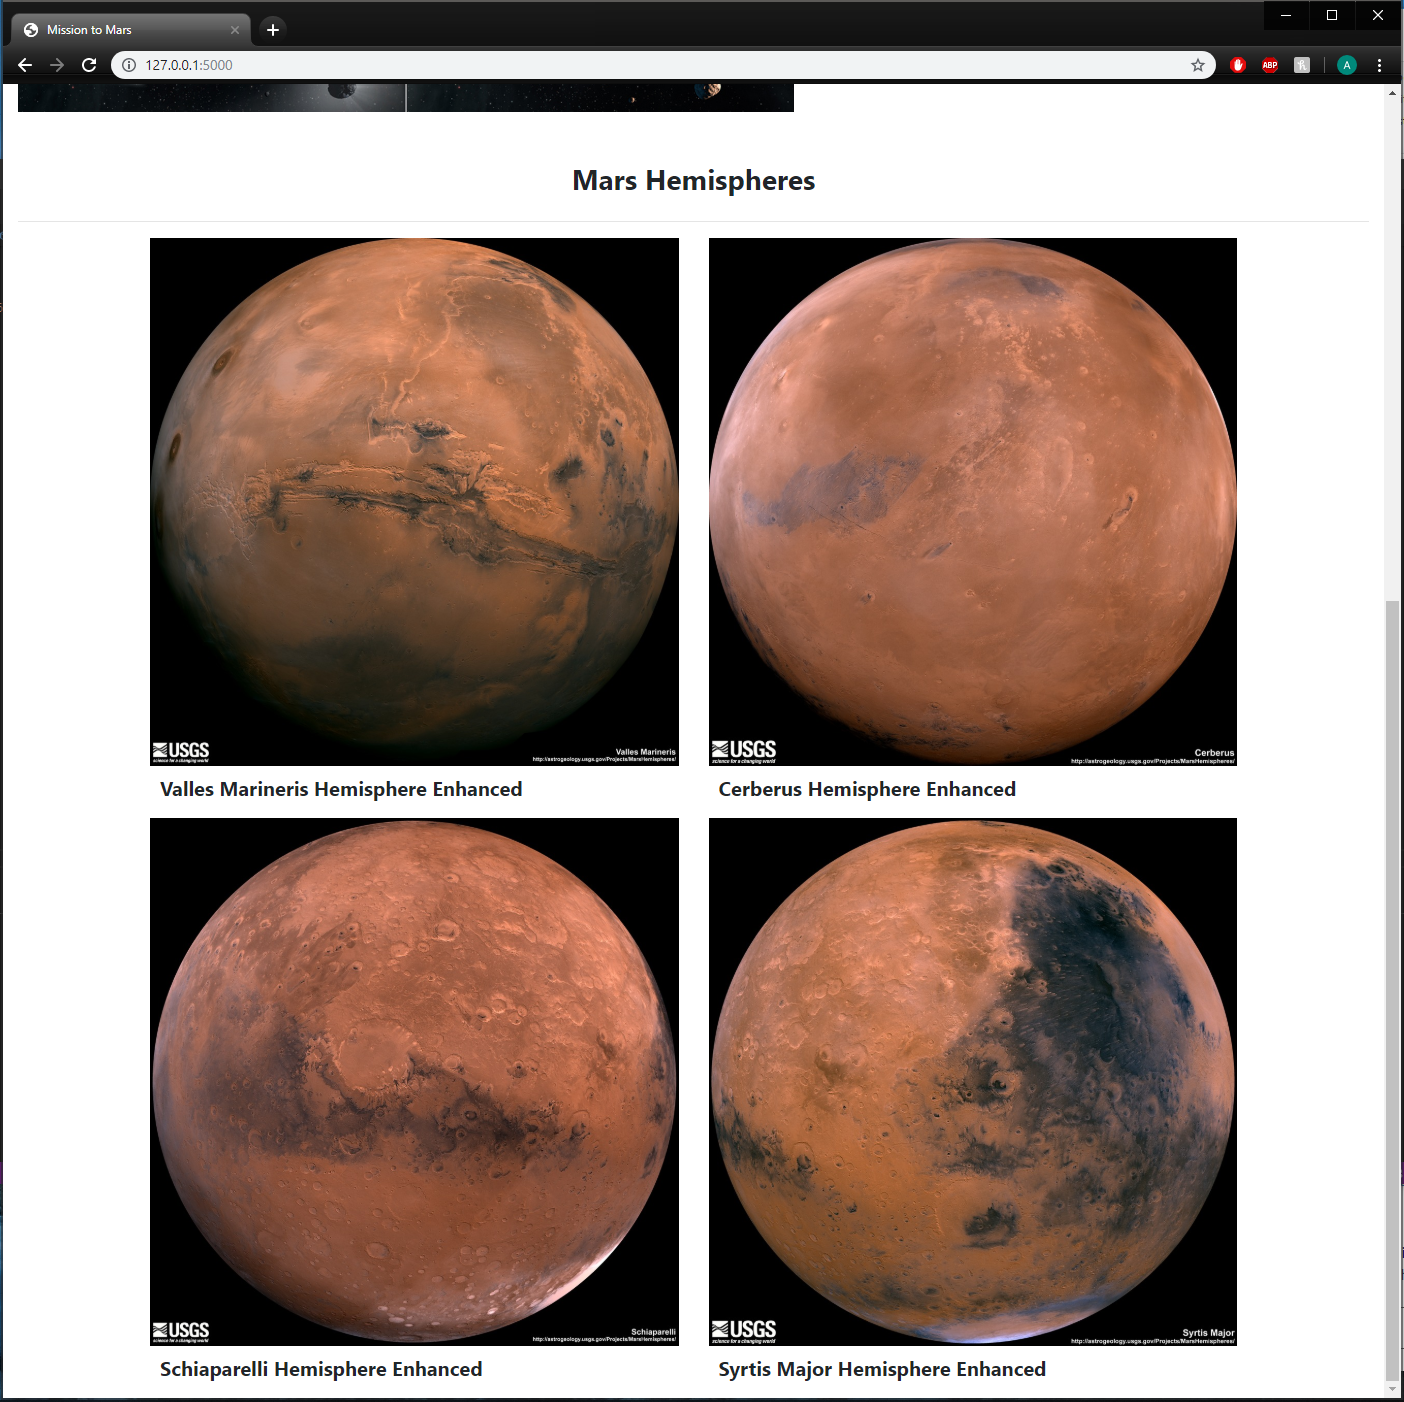 Mission to Mars
127.0.0.1:5000
ABP
A
Mars Hemispheres
USGS
science for a changing world
Valles Marineris
http://astrogeology.usgs.gov/Projects/MarsHemispheres/
USGS
science for a changing world
Cerberus
http://astrogeology.usgs.gov/Projects/MarsHemispheres/
Valles Marineris Hemisphere Enhanced
Cerberus Hemisphere Enhanced
USGS
science for a changing world
Schiaparelli
http://astrogeology.usgs.gov/Projects/MarsHemispheres/
USGS
science for a changing world
Syrtis Major
http://astrogeology.usgs.gov/Projects/MarsHemispheres/
Schiaparelli Hemisphere Enhanced
Syrtis Major Hemisphere Enhanced